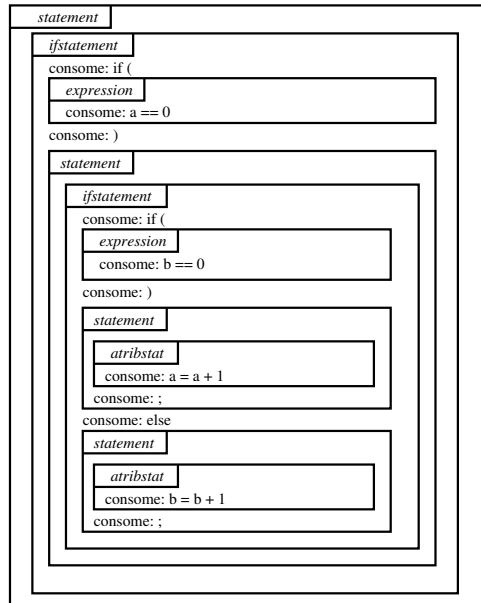 statement
ifstatement
consome: if (
expression
consome: a == 0
consome: )
statement
ifstatement
consome: if (
expression
consome: b == 0
consome: )
statement
atribstat
consome: a = a + 1
consome: ;
consome: else
statement
atribstat
consome: b = b + 1
consome: ;